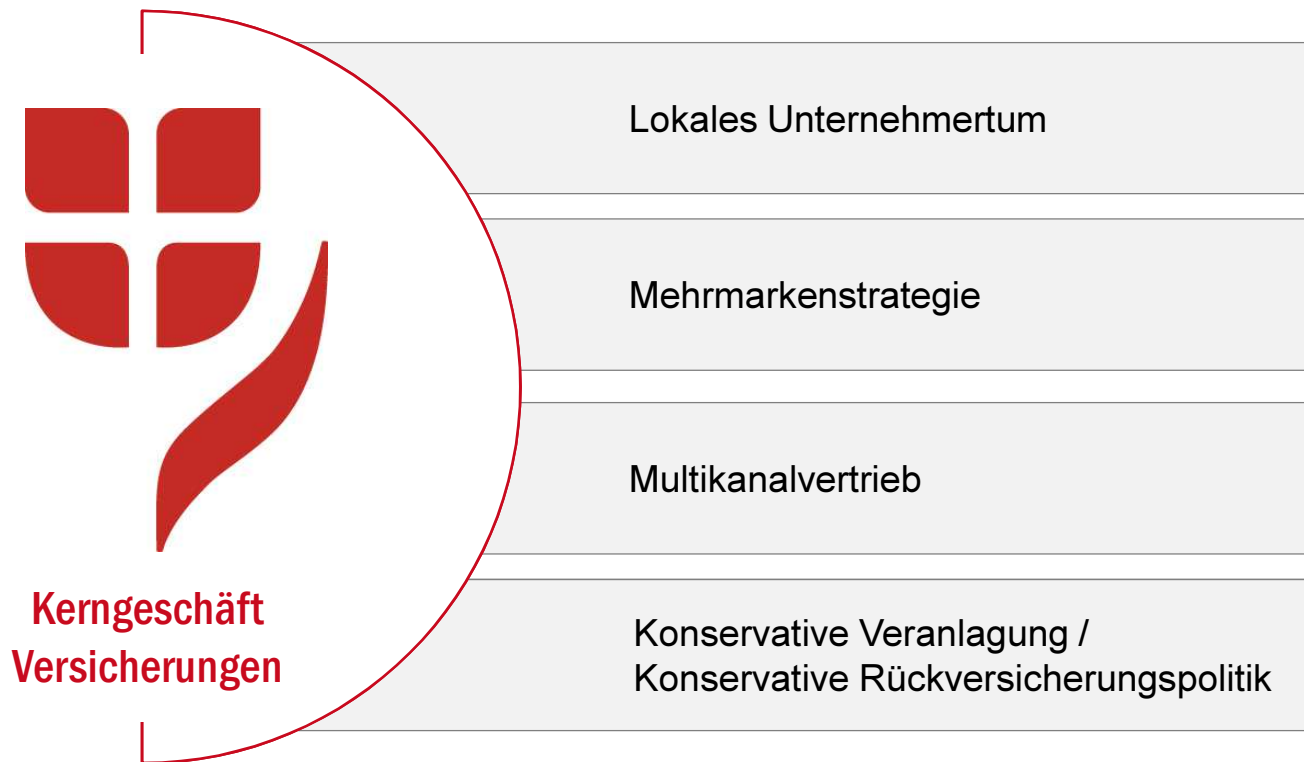 Lokales Unternehmertum
Mehrmarkenstrategie
Multikanalvertrieb
Kerngeschäft
Versicherungen
Konservative Veranlagung /
Konservative Rückversicherungspolitik